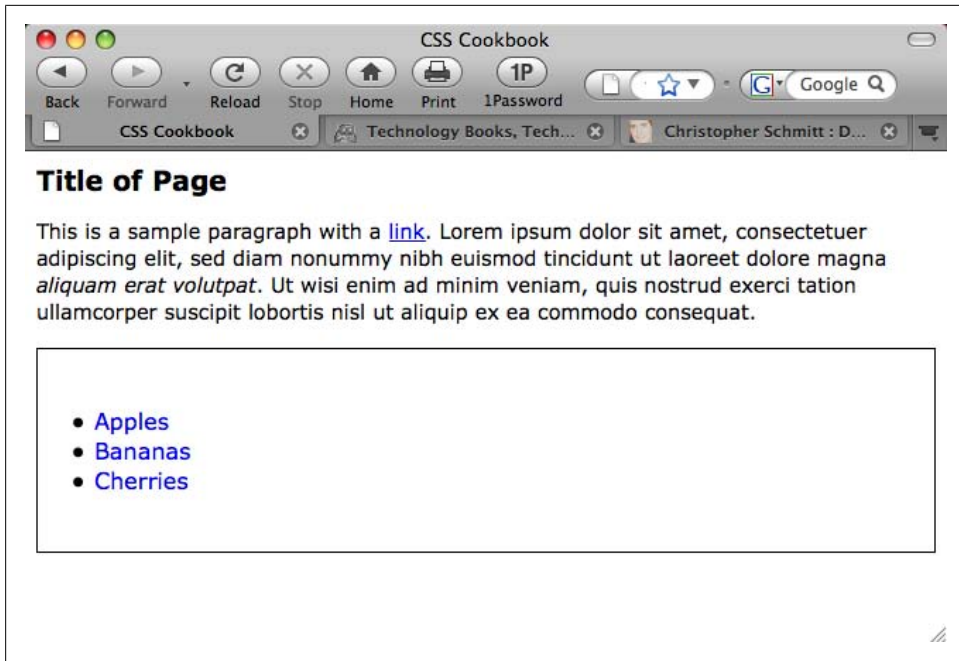 CSS Cookbook
1P
G Google
Back Forward Reload Stop Home Print 1Password
CSS Cookbook Technology Books, Tech... Christopher Schmitt : D...
Title of Page
This is a sample paragraph with a link. Lorem ipsum dolor sit amet, consectetuer
adipiscing elit, sed diam nonummy nibh euismod tincidunt ut laoreet dolore magna
aliquam erat volutpat. Ut wisi enim ad minim veniam, quis nostrud exerci tation
ullamcorper suscipit lobortis nisl ut aliquip ex ea commodo consequat.
• Apples
• Bananas
• Cherries